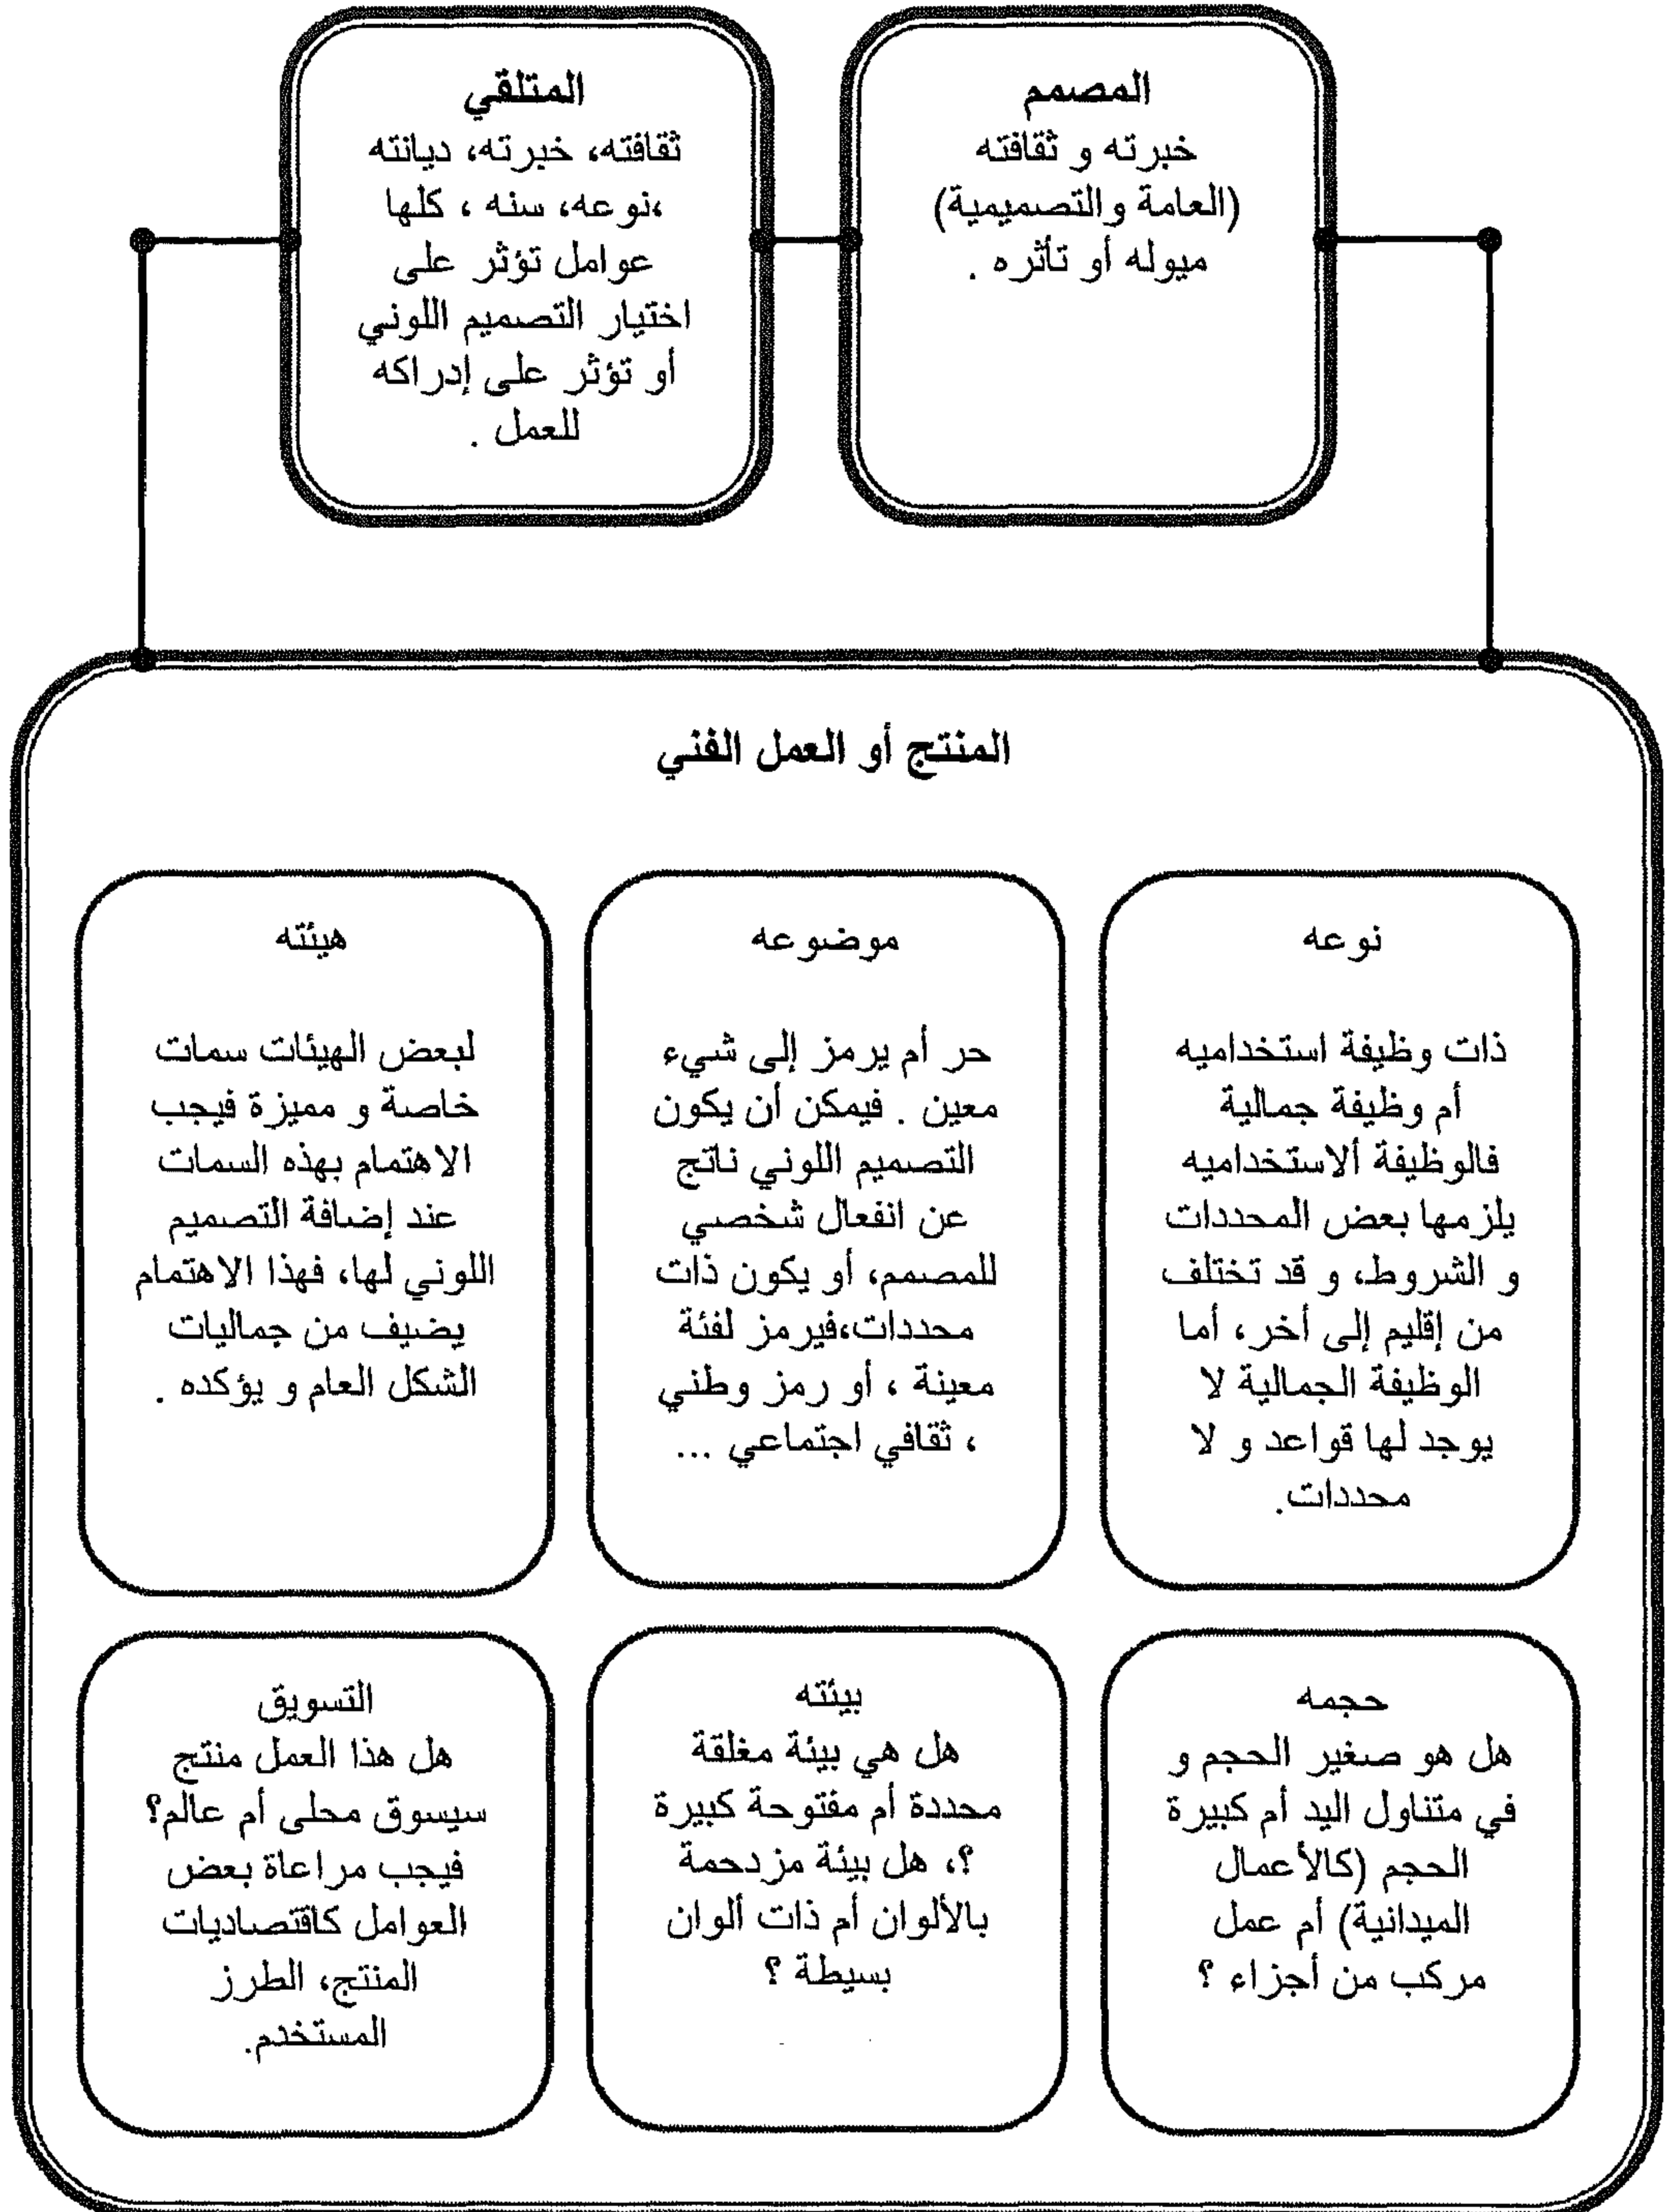 المصمم
خبرته و ثقافته
(العامة والتصميمية)
ميوله أو تأثره .
المتلقي
ثقافته، خبرته، ديانته
،نوعه، سنه ، كلها
عوامل تؤثر على
اختيار التصميم اللوني
أو تؤثر على إدراكه
للعمل .
المنتج أو العمل الفني
نوعه
ذات وظيفة استخداميه
أم وظيفة جمالية
فالوظيفة ألاستخداميه
يلزمها بعض المحددات
و الشروط، و قد تختلف
من إقليم إلى أخر، أما
الوظيفة الجمالية لا
يوجد لها قواعد و لا
محددات.
موضوعه
حر أم يرمز إلى شيء
معين . فيمكن أن يكون
التصميم اللوني ناتج
عن انفعال شخصي
للمصمم، أو يكون ذات
محددات،فيرمز لفئة
معينة ، أو رمز وطني
، ثقافي اجتماعي ...
هيئته
لبعض الهيئات سمات
خاصة و مميزة فيجب
الاهتمام بهذه السمات
عند إضافة التصميم
اللوني لها، فهذا الاهتمام
يضيف من جماليات
الشكل العام و يؤكده .
حجمه
هل هو صغير الحجم و
في متناول اليد أم كبيرة
الحجم (كالأعمال
الميدانية) أم عمل
مركب من أجزاء ؟
بيئته
هل هي بيئة مغلقة
محددة أم مفتوحة كبيرة
؟، هل بيئة مزدحمة
بالألوان أم ذات ألوان
بسيطة ؟
التسويق
هل هذا العمل منتج
سيسوق محلى أم عالم؟
فيجب مراعاة بعض
العوامل كاقتصاديات
المنتج، الطرز
المستخدم.